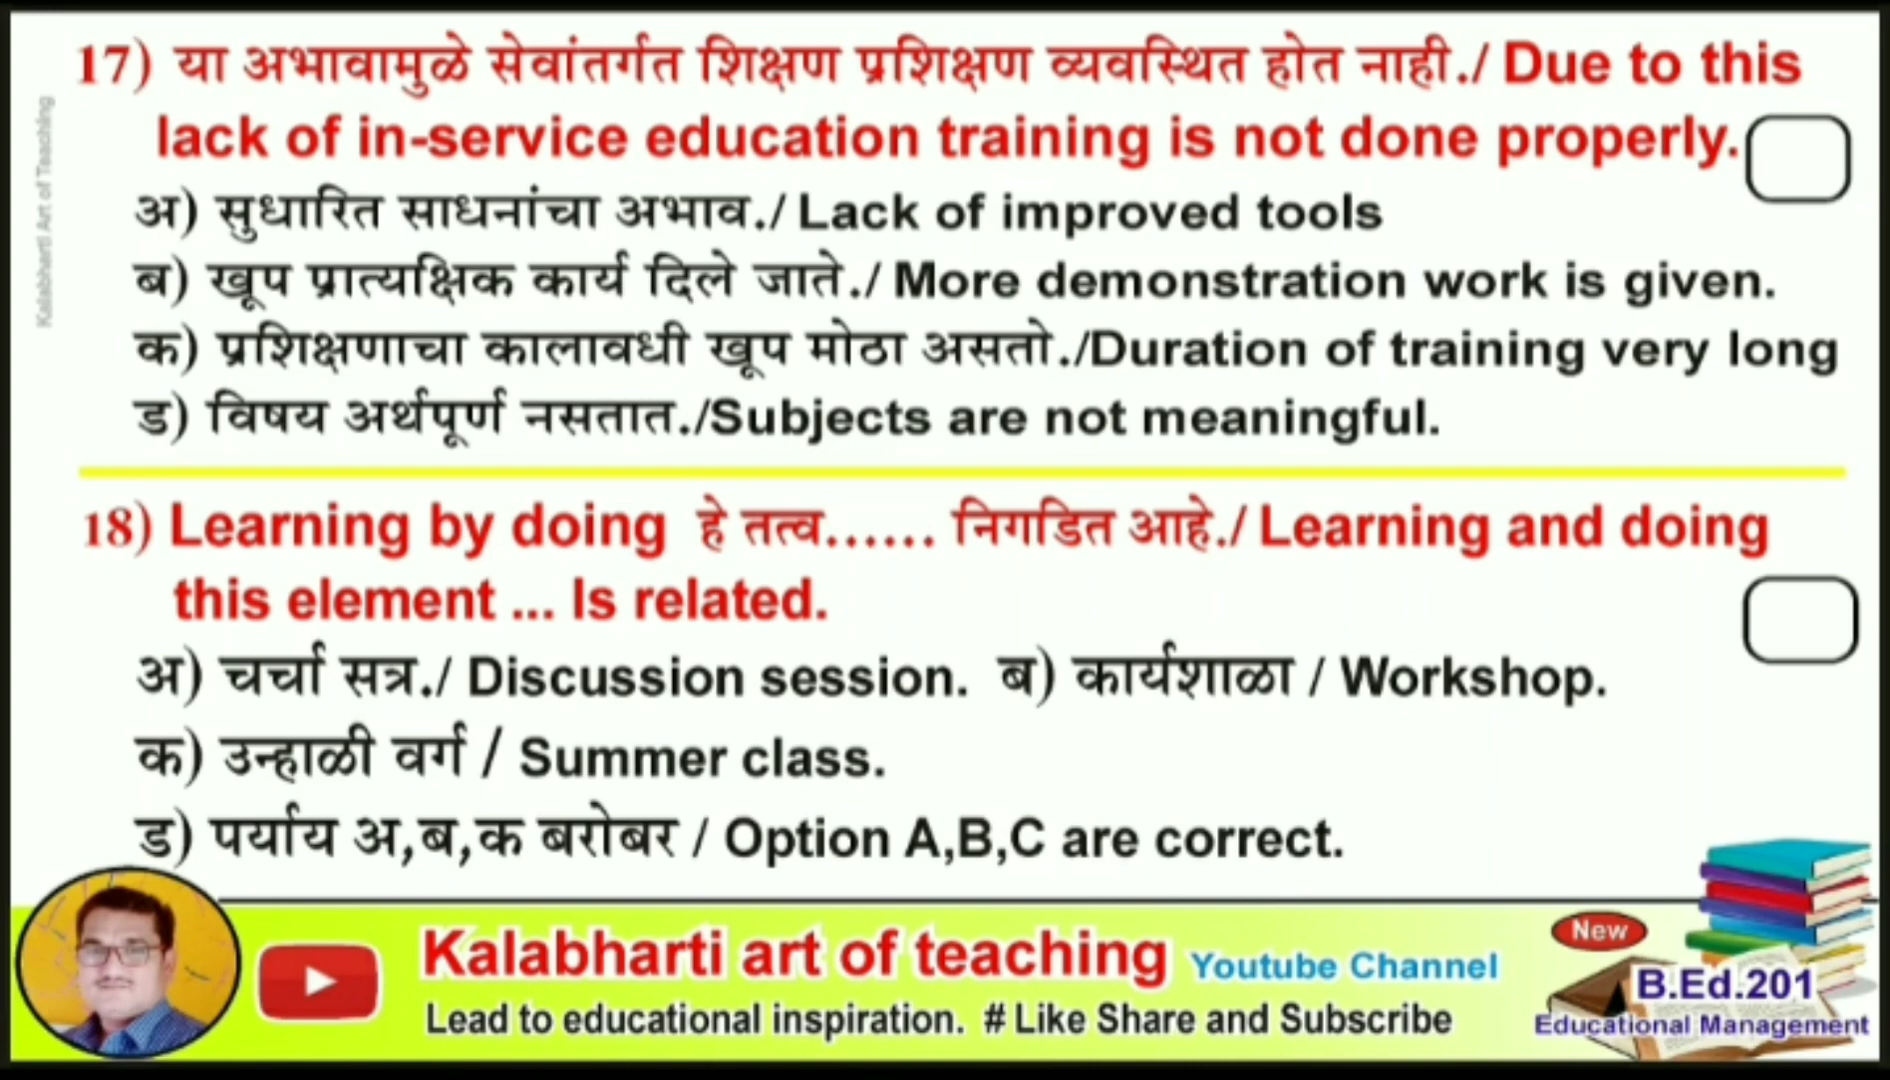 17) या अभावामुळे सेवांतर्गत शिक्षण प्रशिक्षण व्यवस्थित होत नाही./ Due to this
lack of in-service education training is not done properly.
अ) सुधारित साधनांचा अभाव./ Lack of improved tools
ब) खूप प्रात्यक्षिक कार्य दिले जाते./ More demonstration work is given.
क) प्रशिक्षणाचा कालावधी खूप मोठा असतो./Duration of training very long
ड) विषय अर्थपूर्ण नसतात./Subjects are not meaningful.
18) Learning by doing हे तत्व...... निगडित आहे./ Learning and doing
this element ... Is related.
अ) चर्चा सत्र./ Discussion session. ब) कार्यशाळा / Workshop.
क) उन्हाळी वर्ग / Summer class.
ड) पर्याय अ,ब,क बरोबर / Option A,B,C are correct.
Kalabharti Art of Teaching
Kalabharti art of teaching Youtube Channel
Lead to educational inspiration. # Like Share and Subscribe
New
B.Ed.201
Educational Management